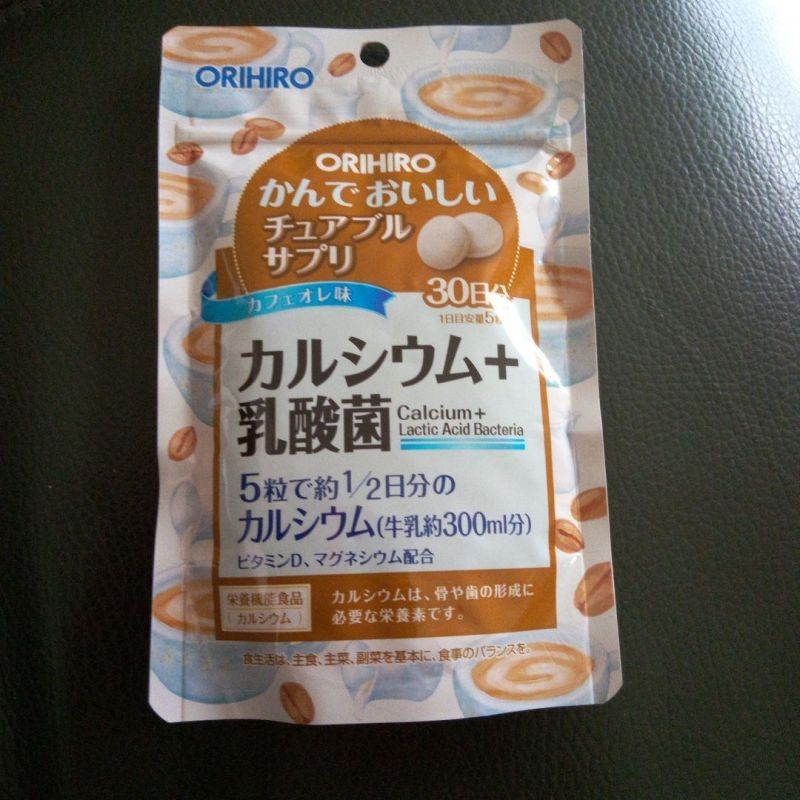 ORIHIRO
ORIHIRO
かんでおいしい
チュアブル
サプリ
カフェオレ味
30日分
1日目安量5粒
カルシウム+
乳酸菌
Calcium+
Lactic Acid Bacteria
5粒で約1/2日分の
カルシウム(牛乳約300ml分)
ビタミンD、マグネシウム配合
栄養機能食品
(カルシウム)
カルシウムは、骨や歯の形成に
必要な栄養素です。
食生活は、主食、主菜、副菜を基本に、食事のバランスを。